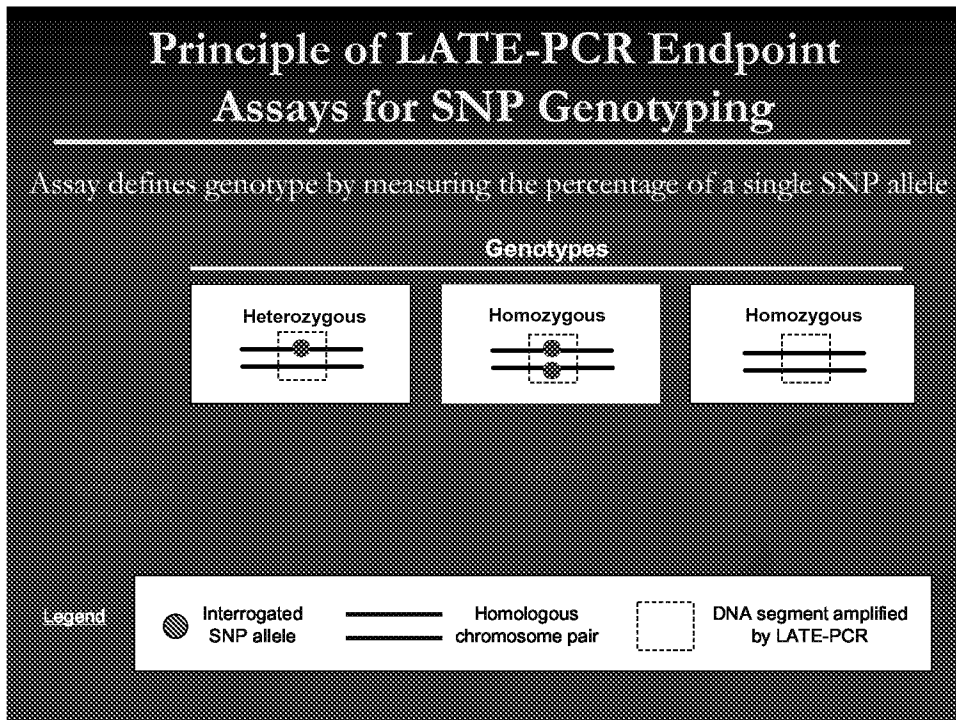 Principle of LATE-PCR Endpoint
Assays for SNP Genotyping
Assay defines genotype by measuring the percentage of a single SNP allele
Genotypes
Heterozygous
Homozygous
Homozygous
Legend
Interrogated
SNP allele
Homologous
chromosome pair
DNA segment amplified
by LATE-PCR